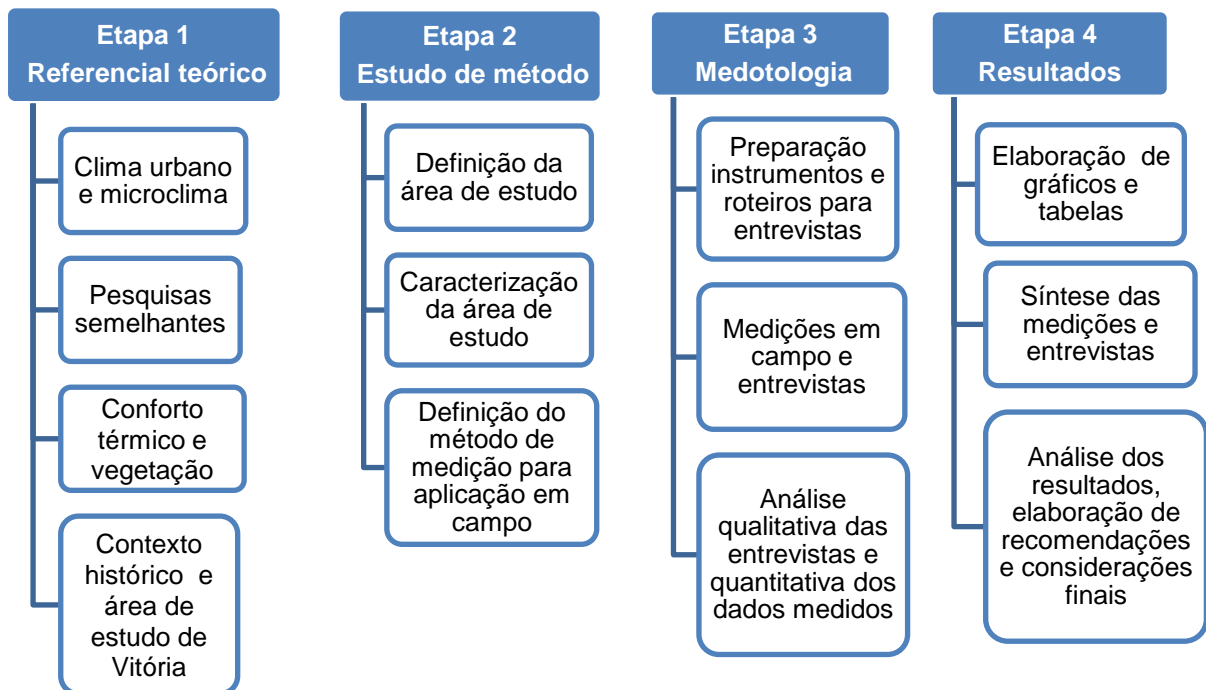 Etapa 1
Referencial teórico
Clima urbano
e microclima
Pesquisas
semelhantes
Conforto
térmico e
vegetação
Contexto
histórico e
área de
estudo de
Vitória
Etapa 2
Estudo de método
Definição da
área de estudo
Caracterização
da área de
estudo
Definição do
método de
medição para
aplicação em
campo
Etapa 3
Medotologia
Preparação
instrumentos e
roteiros para
entrevistas
Medições em
campo e
entrevistas
Análise
qualitativa das
entrevistas e
quantitativa dos
dados medidos
Etapa 4
Resultados
Elaboração de
gráficos e
tabelas
Síntese das
medições e
entrevistas
Análise dos
resultados,
elaboração de
recomendações
e considerações
finais